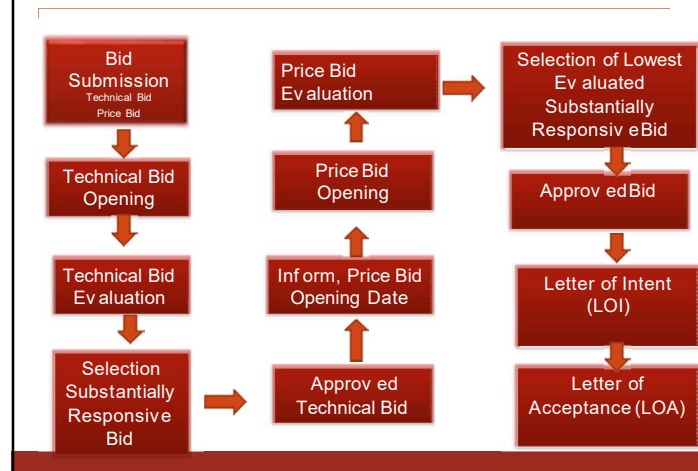 Bid
Submission
Technical Bid
Price Bid
Technical Bid
Opening
Technical Bid
Ev aluation
Selection
Substantially
Responsive
Bid
Approv ed
Technical Bid
Inf orm, Price Bid
Opening Date
Price Bid
Opening
Price Bid
Ev aluation
Selection of Lowest
Ev aluated
Substantially
Responsiv eBid
Approv edBid
Letter of Intent
(LOI)
Letter of
Acceptance (LOA)